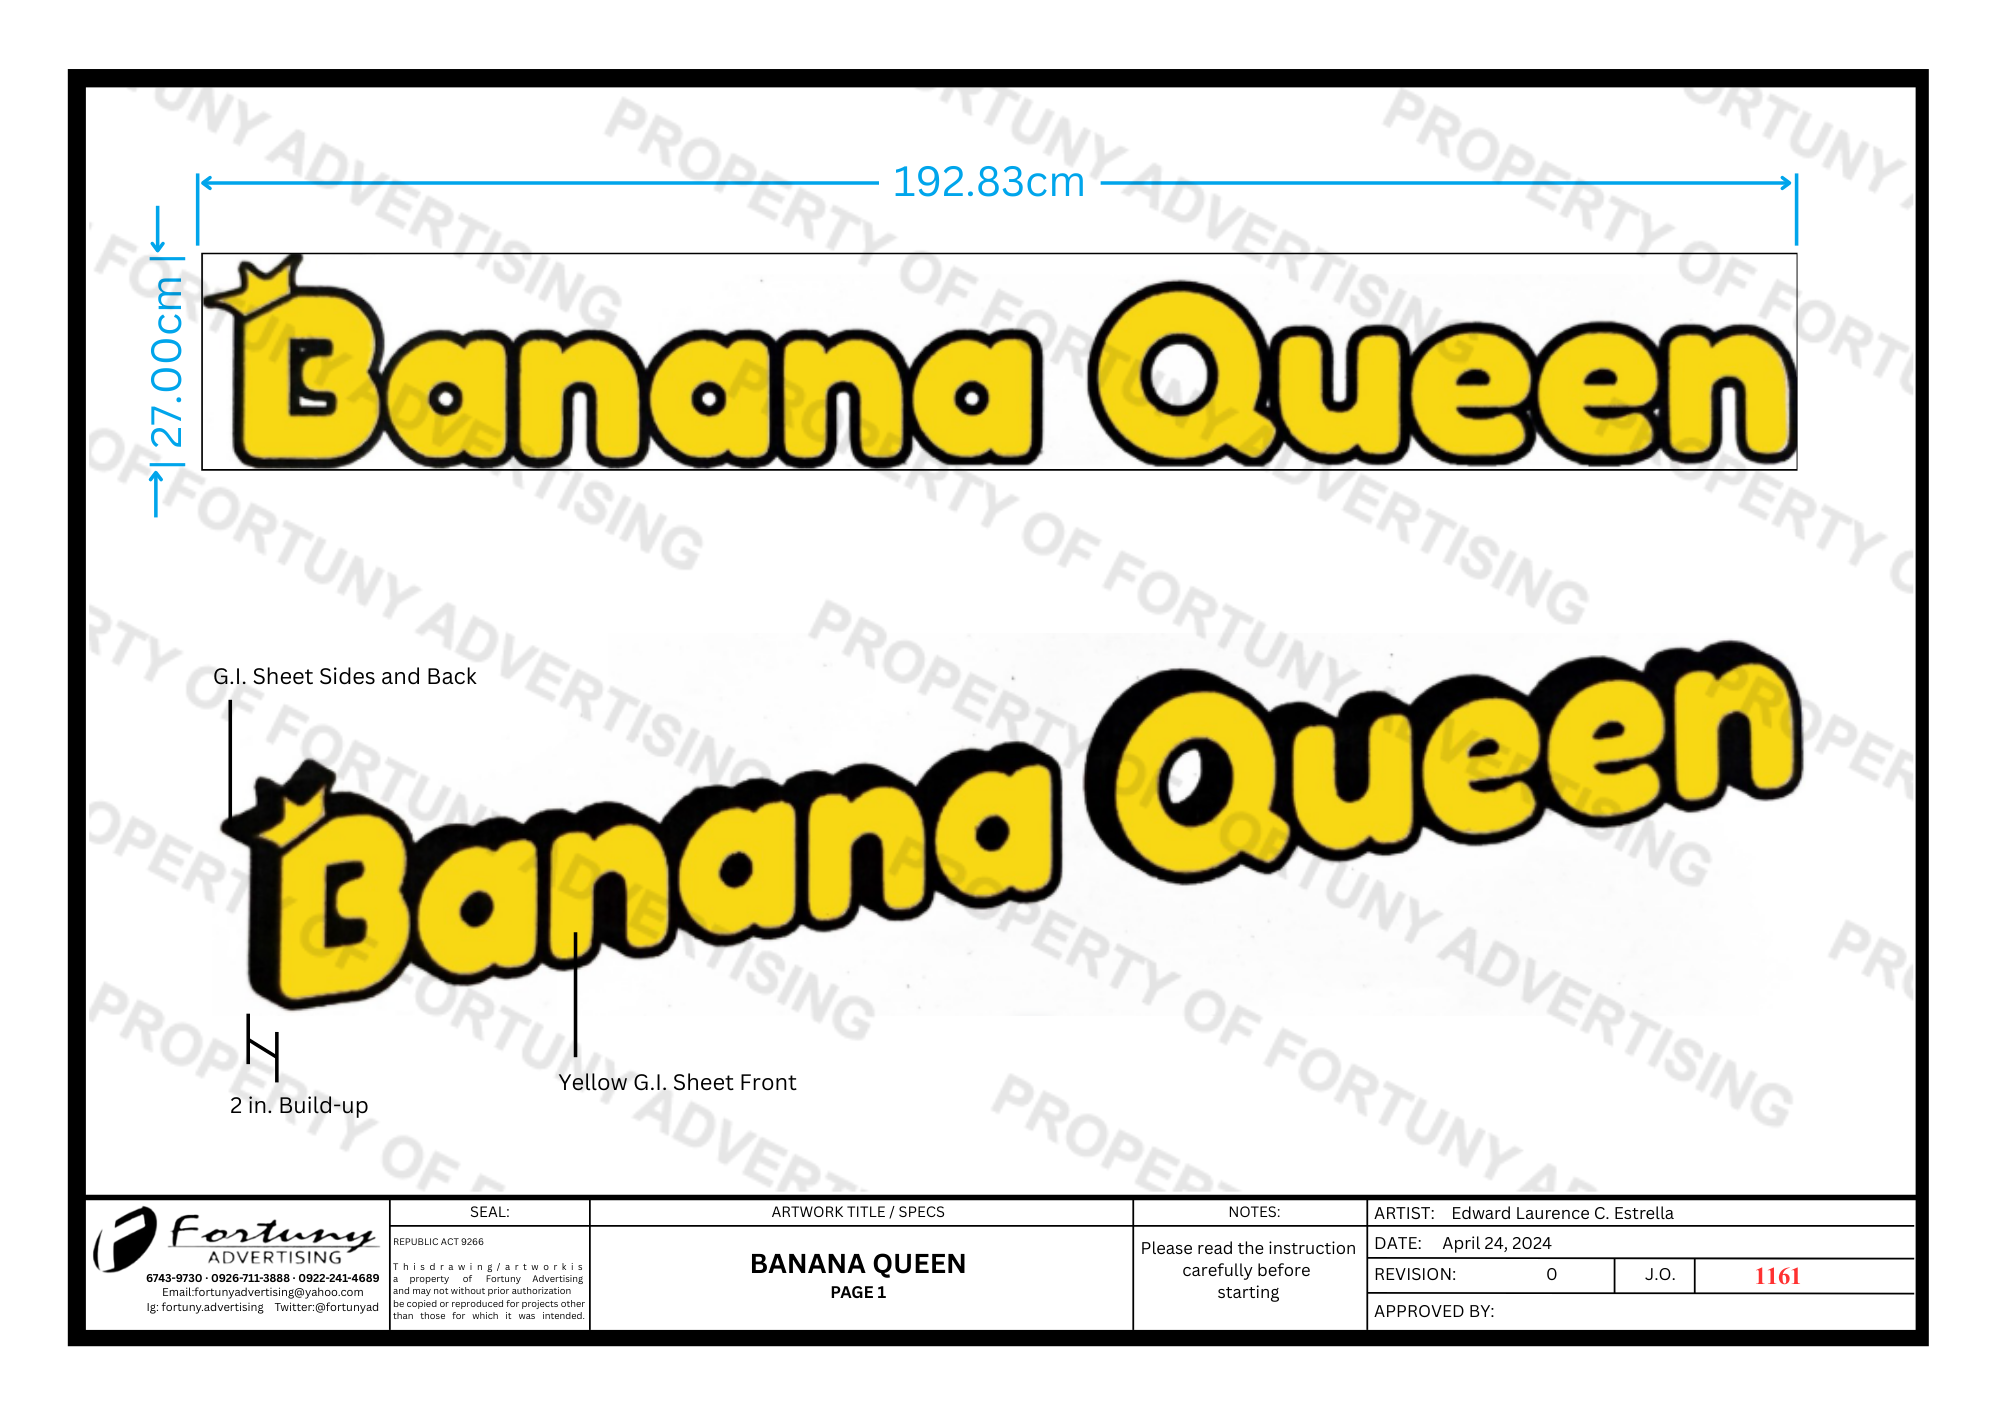 192.83cm
27.00cm
Banana Queen
G.I. Sheet Sides and Back
Banana Queen
Yellow G.I. Sheet Front
2 in. Build-up
PROPERTY OF FORTUNY ADVERTISING
Fortuny
ADVERTISING
6743-9730 · 0926-711-3888 · 0922-241-4689
Email:fortunyadvertising@yahoo.com
Ig: fortuny.advertising Twitter:@fortunyad
SEAL:
REPUBLIC ACT 9266
This drawing/artwork is
a property of Fortuny Advertising
and may not without prior authorization
be copied or reproduced for projects other
than those for which it was intended.
ARTWORK TITLE / SPECS
BANANA QUEEN
PAGE 1
NOTES:
Please read the instruction
carefully before
starting
ARTIST: Edward Laurence C. Estrella
DATE: April 24, 2024
REVISION: 0 J.O. 1161
APPROVED BY: